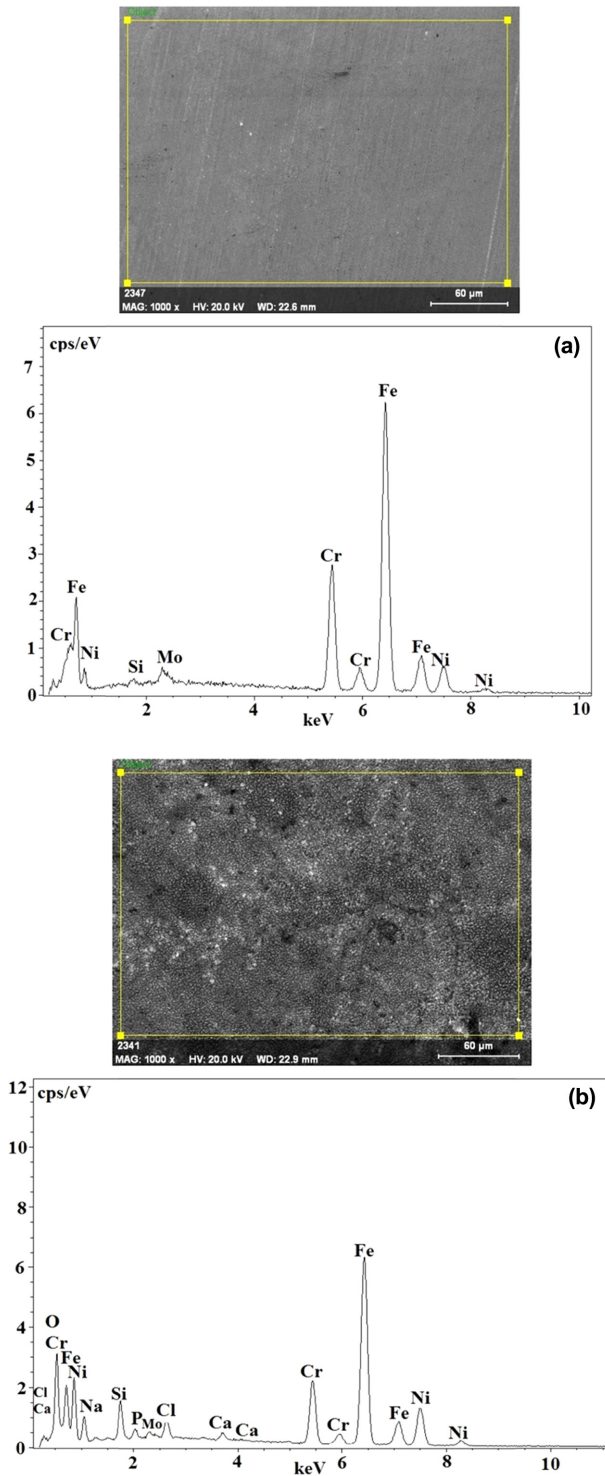 Object
2347
MAG: 1000 x HV: 20.0 kV WD: 22.6 mm
60 µm
cps/eV
(a)
7
6
5
4
3
2
1
0
Fe
Cr
Fe
Cr
Ni
Si
Mo
Cr
Fe
Ni
Ni
2
4
6
8
10
keV
2341
MAG: 1000 x HV: 20.0 kV WD: 22.9 mm
60 µm
cps/eV
(b)
12
10
8
6
4
2
0
Fe
O
Cr
Fe
Cl
Ca
Ni
Na
Si
P
Mo
Cl
Ca
Ca
Cr
Cr
Fe
Ni
Ni
2
4
6
8
10
keV